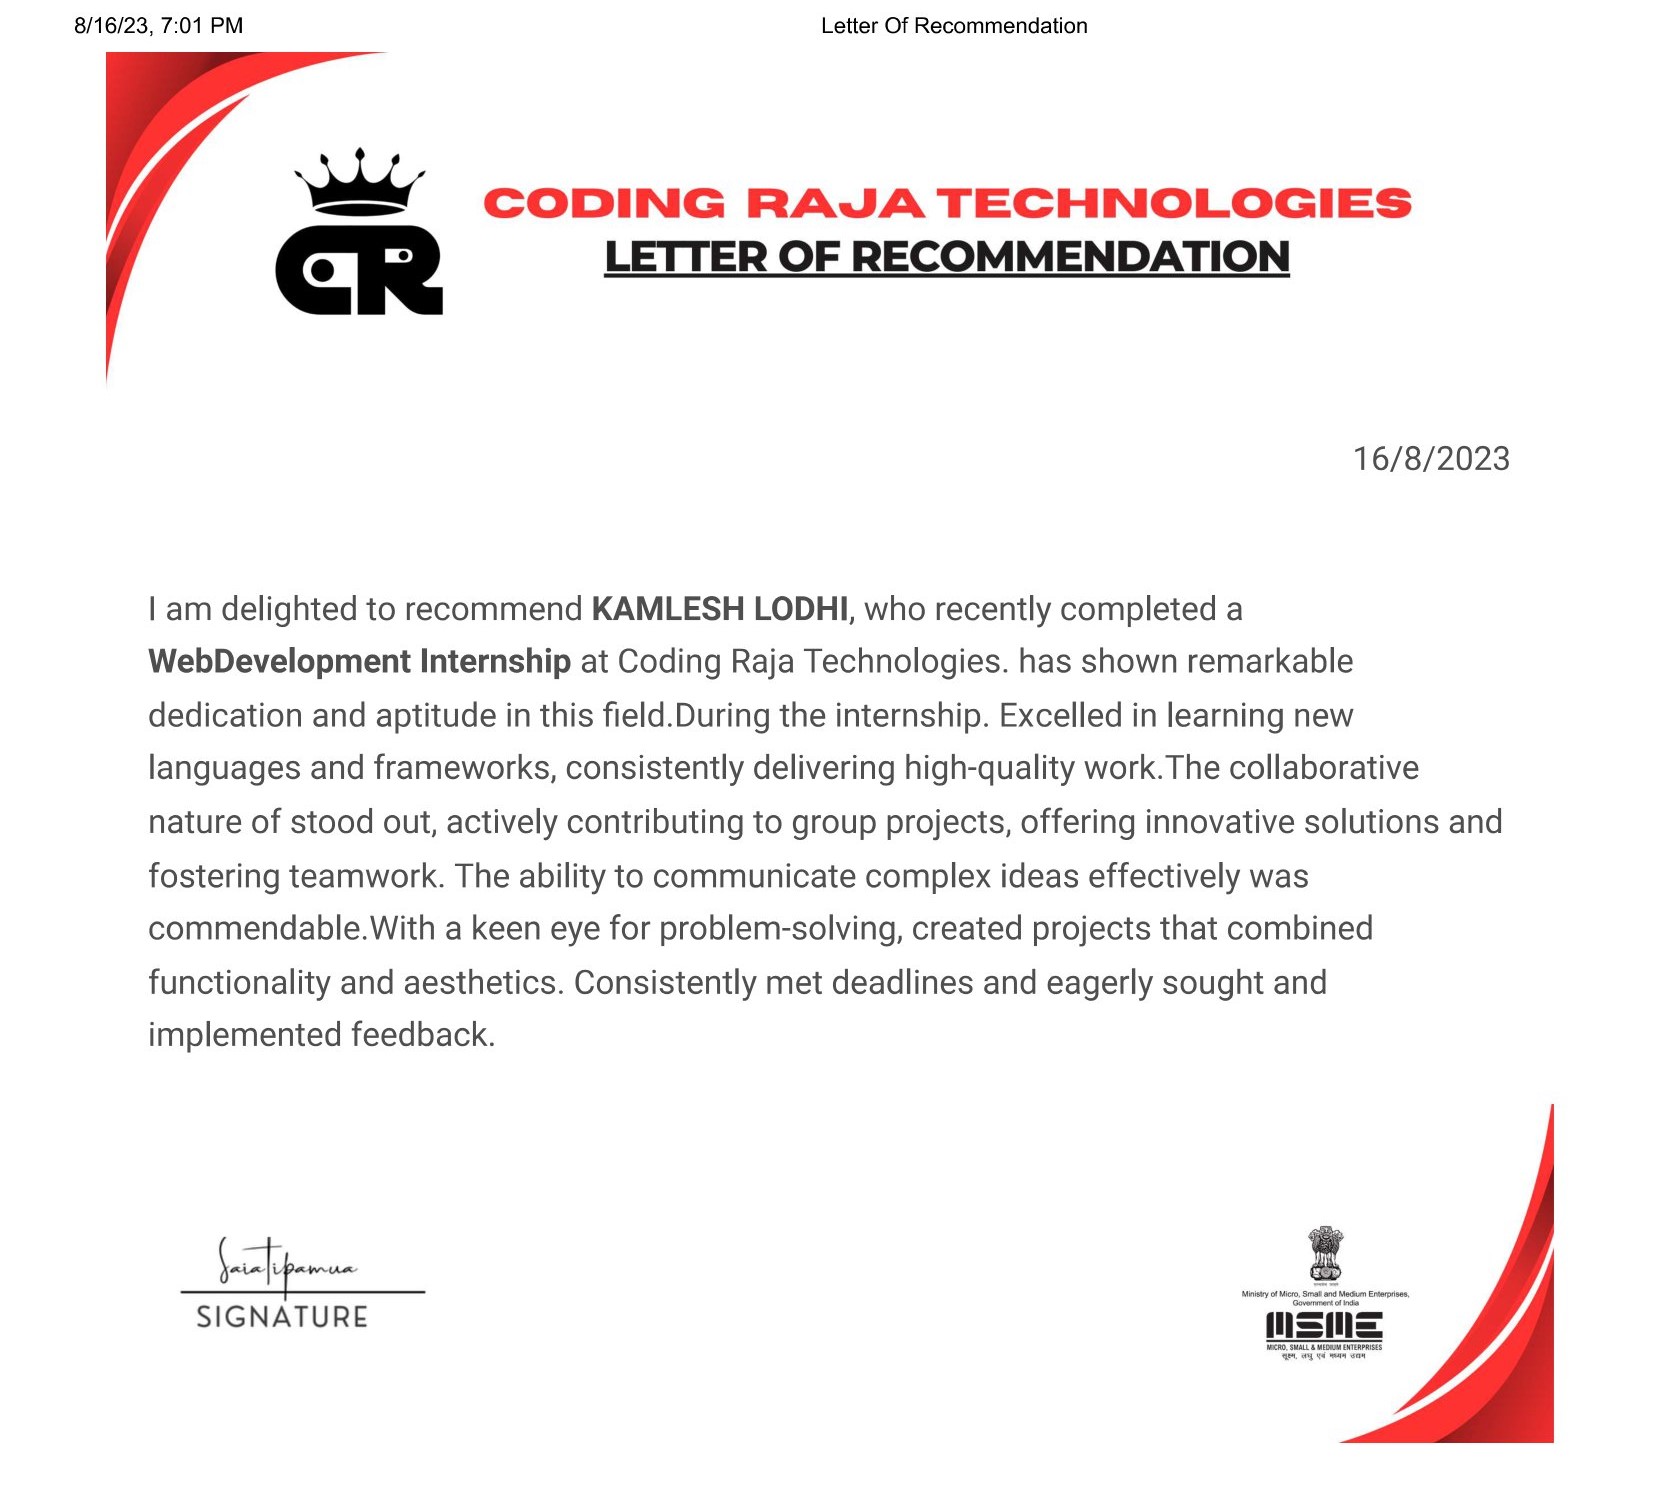 8/16/23, 7:01 PM Letter Of Recommendation
CR
CODING RAJA TECHNOLOGIES
LETTER OF RECOMMENDATION
16/8/2023
I am delighted to recommend KAMLESH LODHI, who recently completed a
WebDevelopment Internship at Coding Raja Technologies. has shown remarkable
dedication and aptitude in this field.During the internship. Excelled in learning new
languages and frameworks, consistently delivering high-quality work.The collaborative
nature of stood out, actively contributing to group projects, offering innovative solutions and
fostering teamwork. The ability to communicate complex ideas effectively was
commendable.With a keen eye for problem-solving, created projects that combined
functionality and aesthetics. Consistently met deadlines and eagerly sought and
implemented feedback.
Saiatipamua
SIGNATURE
Ministry of Micro, Small and Medium Enterprises,
Government of India
MSME
MICRO, SMALL & MEDIUM ENTERPRISES
सूक्ष्म, लघु एवं मध्यम उद्यम